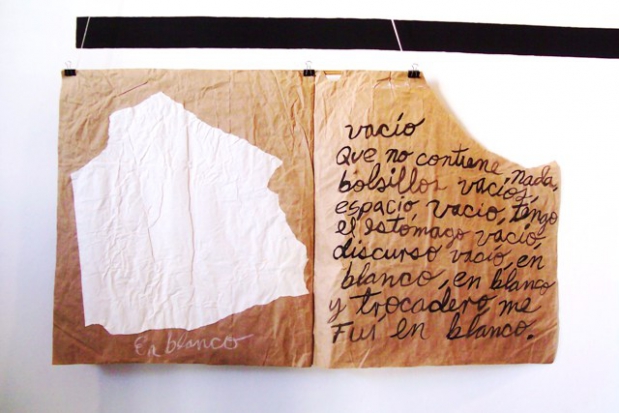 En blanco
vacío
Que no contiene nada,
bolsillos vacíos,
espacio vacio, tengo
el estómago vacío,
discurso vacío, en
blanco, en blanco
y trocadero me
Fui en blanco.